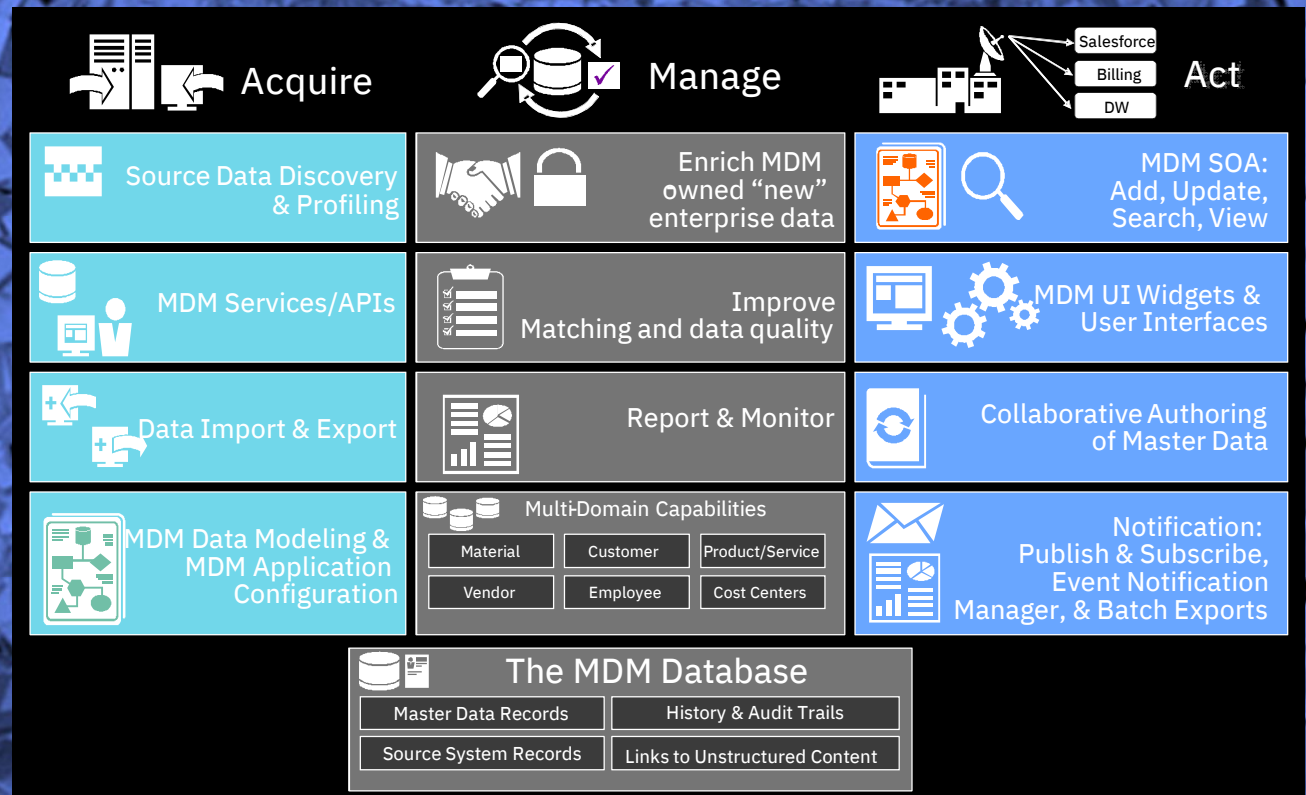 Acquire
Manage
Salesforce
Billing
DW
Act
Source Data Discovery
& Profiling
Enrich MDM
owned “new”
enterprise data
MDM SOA:
Add, Update,
Search, View
MDM Services/APIs
Improve
Matching and data quality
MDM UI Widgets &
User Interfaces
Data Import & Export
Report & Monitor
Collaborative Authoring
of Master Data
MDM Data Modeling &
MDM Application
Configuration
Multi-Domain Capabilities
Material
Customer
Product/Service
Vendor
Employee
Cost Centers
Notification:
Publish & Subscribe,
Event Notification
Manager, & Batch Exports
The MDM Database
Master Data Records
History & Audit Trails
Source System Records
Links to Unstructured Content